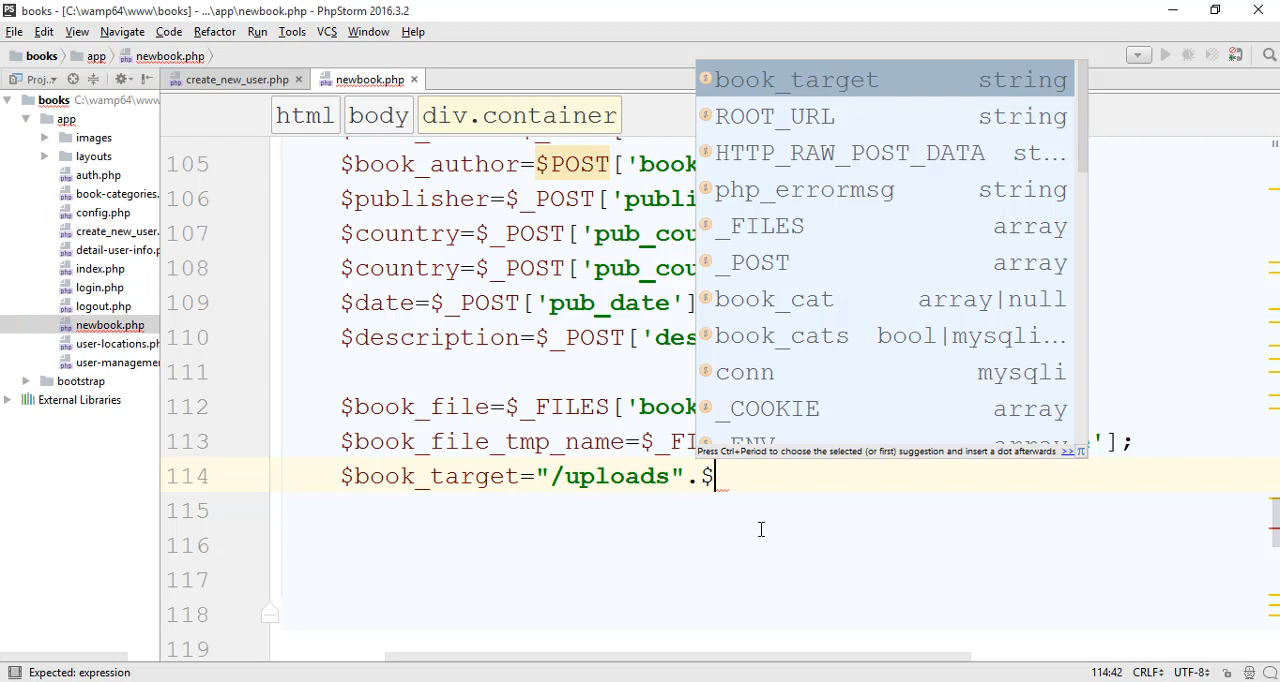 books - [C:\wamp64\www\books] - ...\app\newbook.php - PhpStorm 2016.3.2
File Edit View Navigate Code Refactor Run Tools VCS Window Help
books app newbook.php
Proj.. create_new_user.php newbook.php
books C:\wamp64\www
app
images
layouts
auth.php
book-categories.
config.php
create_new_user.
detail-user-info.p
index.php
login.php
logout.php
newbook.php
user-locations.ph
user-managemer
bootstrap
External Libraries
html body div.container
105 $book_author=$POST['book
106 $publisher=$_POST['publi
107 $country=$_POST['pub_cou
108 $country=$_POST['pub_cou
109 $date=$_POST['pub_date']
110 $description=$_POST['des
111
112 $book_file=$_FILES['book
113 $book_file_tmp_name=$_FI '];
114 $book_target="/uploads".$
115
116
117
118
119
book_target string
ROOT_URL string
HTTP_RAW_POST_DATA st...
php_errormsg string
_FILES array
_POST array
book_cat array|null
book_cats bool|mysqli...
conn mysqli
_COOKIE array
_ENV array
Press Ctrl+Period to choose the selected (or first) suggestion and insert a dot afterwards >> π
Expected: expression 114:42 CRLF UTF-8